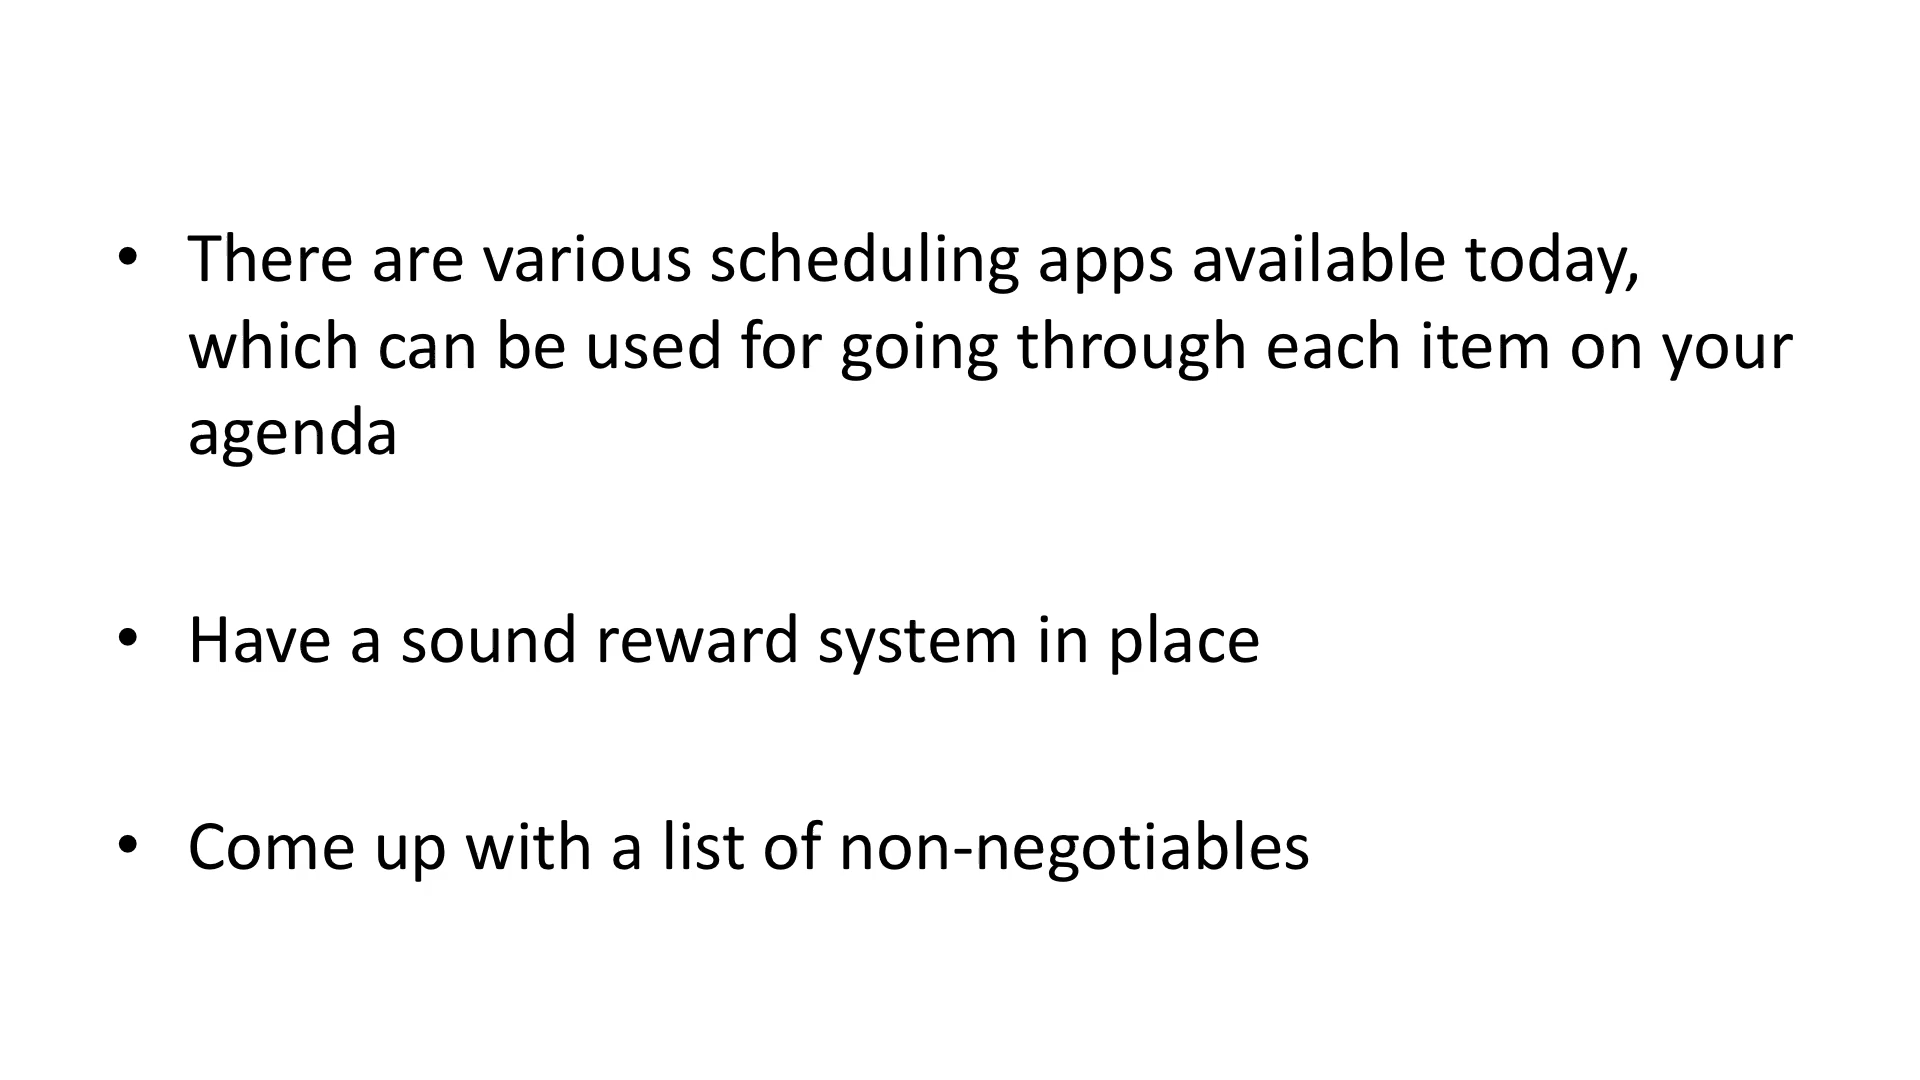 • There are various scheduling apps available today,
which can be used for going through each item on your
agenda
• Have a sound reward system in place
• Come up with a list of non-negotiables